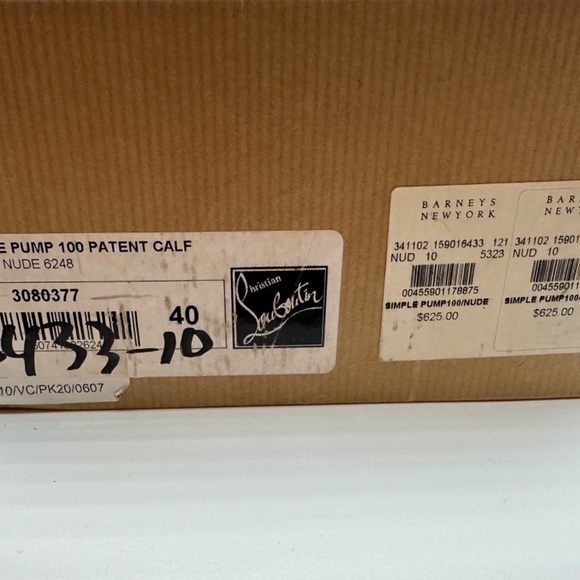 E PUMP 100 PATENT CALF
NUDE 6248
3080377
40
433-10
10/VC/PK20/0607
Christian
Louboutin
BARNEYS
NEWYORK
341102 159016433 121
NUD 10 5323
00455901178875
SIMPLE PUMP100/NUDE
$625.00
BAR
NEW
341102 15901
NUD 10
004559011
SIMPLE PUMP100
$625.00